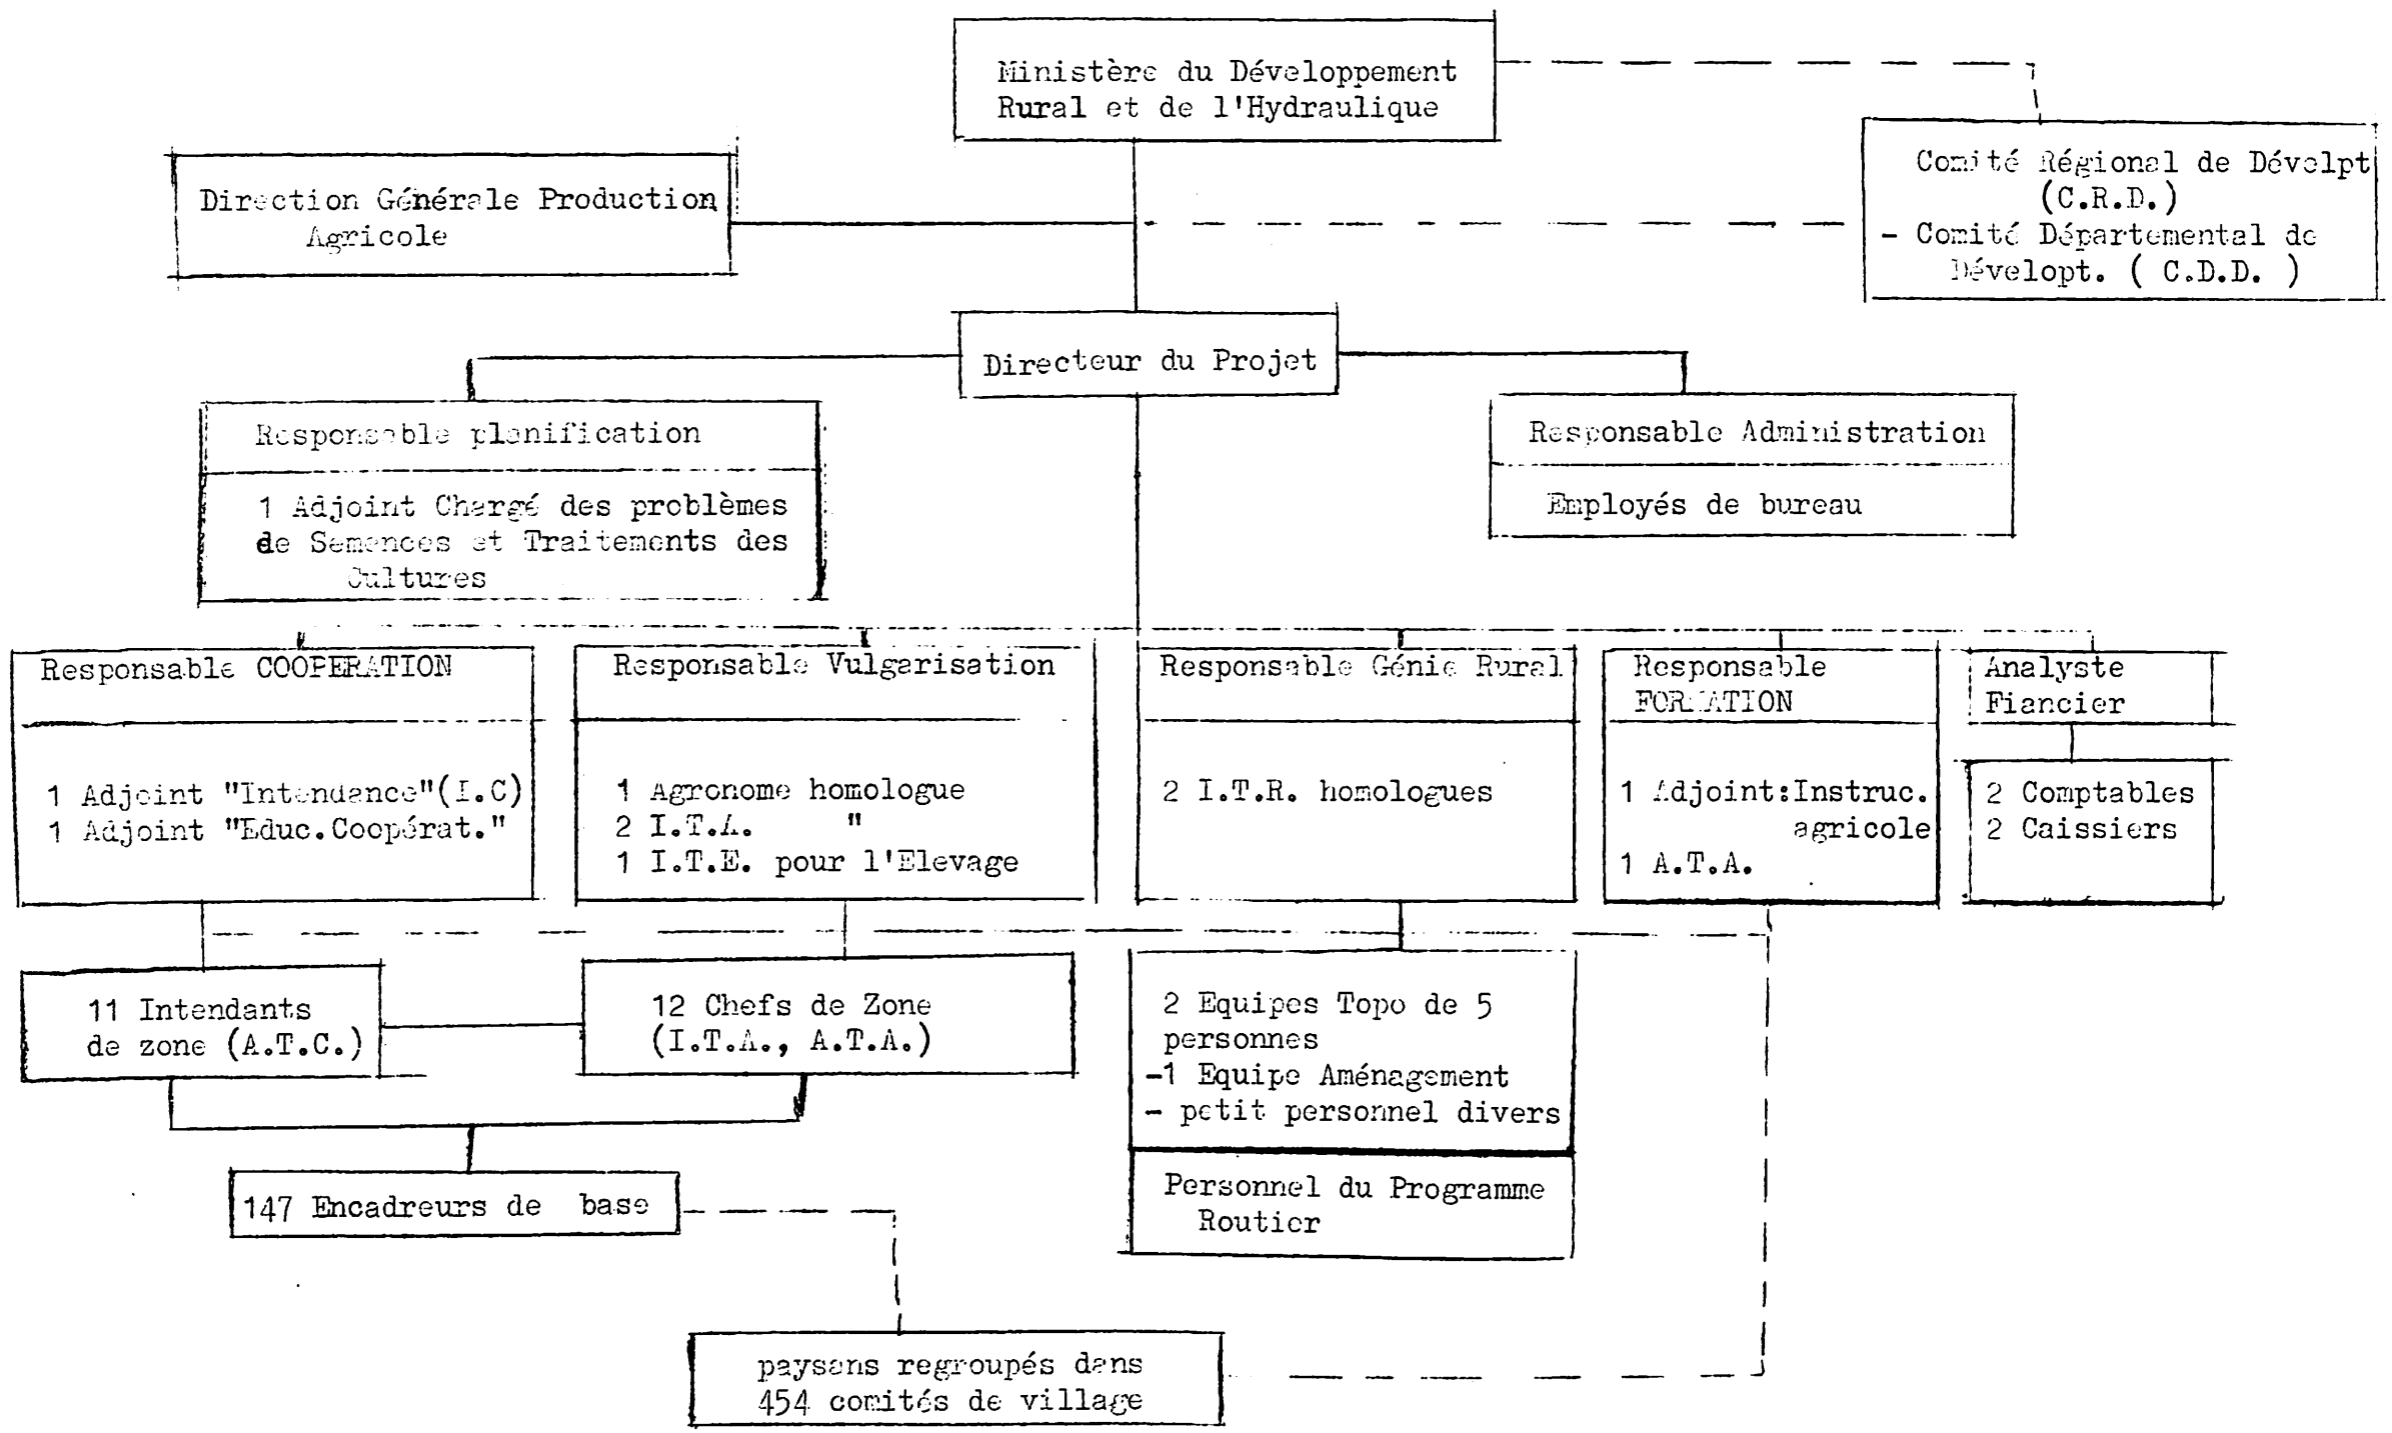 Ministère du Développement
Rural et de l'Hydraulique
Direction Générale Production
Agricole
Comité Régional de Dévelpt
(C.R.D.)
- Comité Départemental de
Dévelopt. ( C.D.D. )
Directeur du Projet
Responsable planification
1 Adjoint Chargé des problèmes
de Semences et Traitements des
Cultures
Responsable Administration
Employés de bureau
Responsable COOPERATION
1 Adjoint "Intendance"(I.C)
1 Adjoint "Educ.Coopérat."
Responsable Vulgarisation
1 Agronome homologue
2 I.T.A. "
1 I.T.E. pour l'Elevage
Responsable Génie Rural
2 I.T.R. homologues
Responsable
FORMATION
1 Adjoint:Instruc.
agricole
1 A.T.A.
Analyste
Fiancier
2 Comptables
2 Caissiers
11 Intendants
de zone (A.T.C.)
12 Chefs de Zone
(I.T.A., A.T.A.)
2 Equipes Topo de 5
personnes
-1 Equipe Aménagement
- petit personnel divers
Personnel du Programme
Routier
147 Encadreurs de base
paysans regroupés dans
454 comités de village